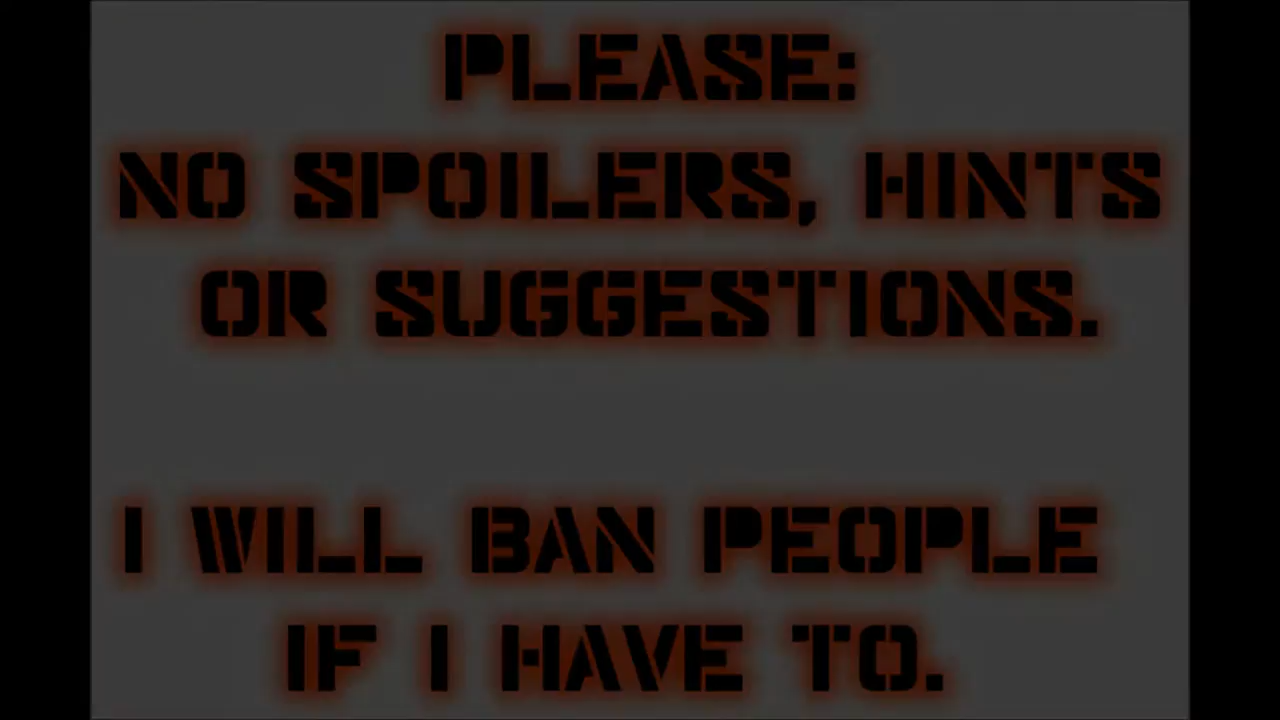 PLEASE:
NO SPOILERS, HINTS
OR SUGGESTIONS.
I WILL BAN PEOPLE
IF I HAVE TO.